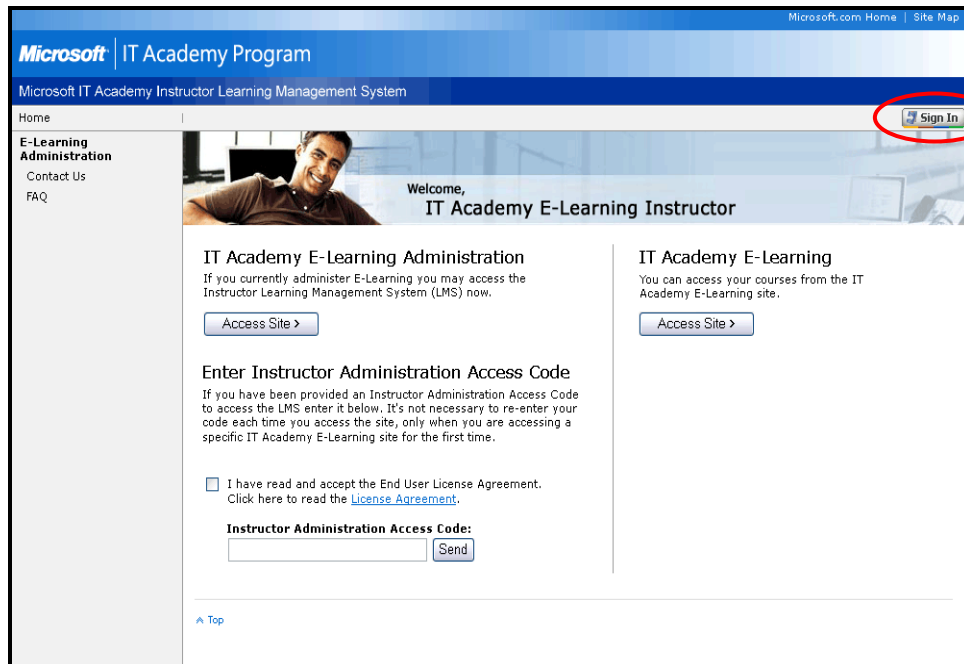 Microsoft.com Home | Site Map
Microsoft | IT Academy Program
Microsoft IT Academy Instructor Learning Management System
Home |
Sign In
E-Learning
Administration
Contact Us
FAQ
Welcome,
IT Academy E-Learning Instructor
IT Academy E-Learning Administration
If you currently administer E-Learning you may access the
Instructor Learning Management System (LMS) now.
Access Site >
Enter Instructor Administration Access Code
If you have been provided an Instructor Administration Access Code
to access the LMS enter it below. It's not necessary to re-enter your
code each time you access the site, only when you are accessing a
specific IT Academy E-Learning site for the first time.
I have read and accept the End User License Agreement.
Click here to read the License Agreement.
Instructor Administration Access Code:
Send
IT Academy E-Learning
You can access your courses from the IT
Academy E-Learning site.
Access Site >
Top